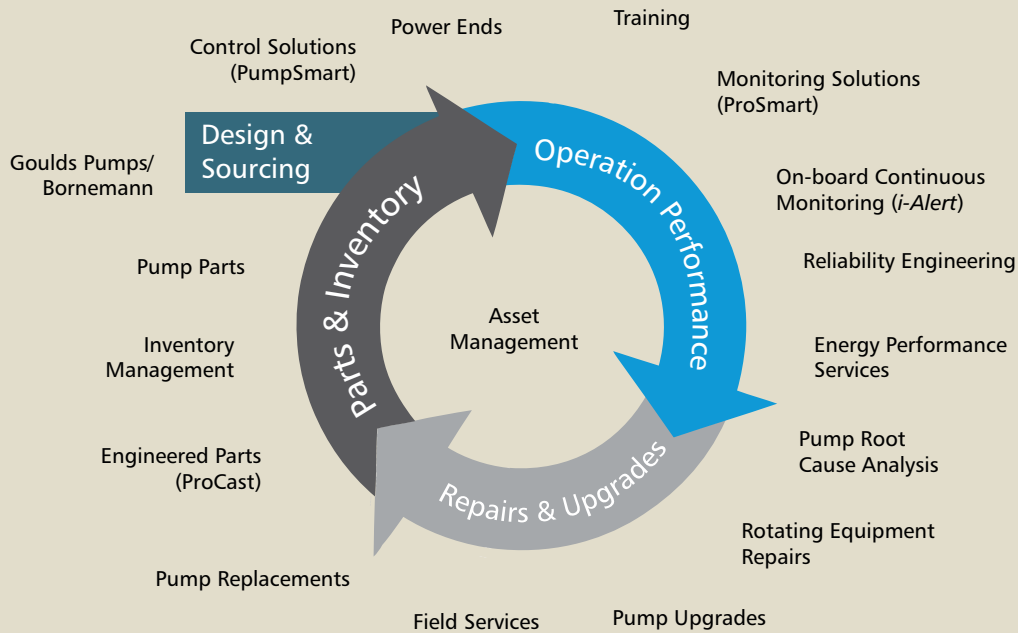 Power Ends
Training
Control Solutions
(PumpSmart)
Monitoring Solutions
(ProSmart)
Design &
Sourcing
Operation Performance
Goulds Pumps/
Bornemann
On-board Continuous
Monitoring (i-Alert)
Parts & Inventory
Pump Parts
Reliability Engineering
Asset
Management
Inventory
Management
Energy Performance
Services
Engineered Parts
(ProCast)
Pump Root
Cause Analysis
Repairs & Upgrades
Rotating Equipment
Repairs
Pump Replacements
Field Services
Pump Upgrades